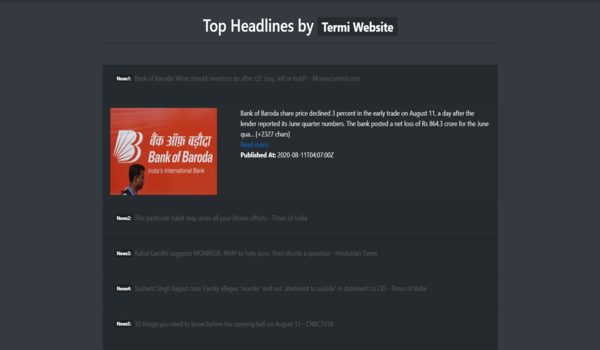 Top Headlines by Termi Website
News1: Bank of Baroda: What should investors do after Q1: buy, sell or hold? - Moneycontrol.com
बैंक ऑफ़ बड़ौदा
Bank of Baroda
India's International Bank
Bank of Baroda share price declined 3 percent in the early trade on August 11, a day after the
lender reported its June quarter numbers. The bank posted a net loss of Rs 864.3 crore for the June
qua... [+2327 chars]
Read more..
Published At: 2020-08-11T04:07:00Z
News2: This particular habit may undo all your fitness efforts - Times of India
News3: Rahul Gandhi suggests MGNREGA, NYAY to help poor, then shoots a question - Hindustan Times
News4: Sushant Singh Rajput case: Family alleges 'murder' and not 'abetment to suicide' in statement to CBI - Times of India
News5: 10 things you need to know before the opening bell on August 11 - CNBCTV18